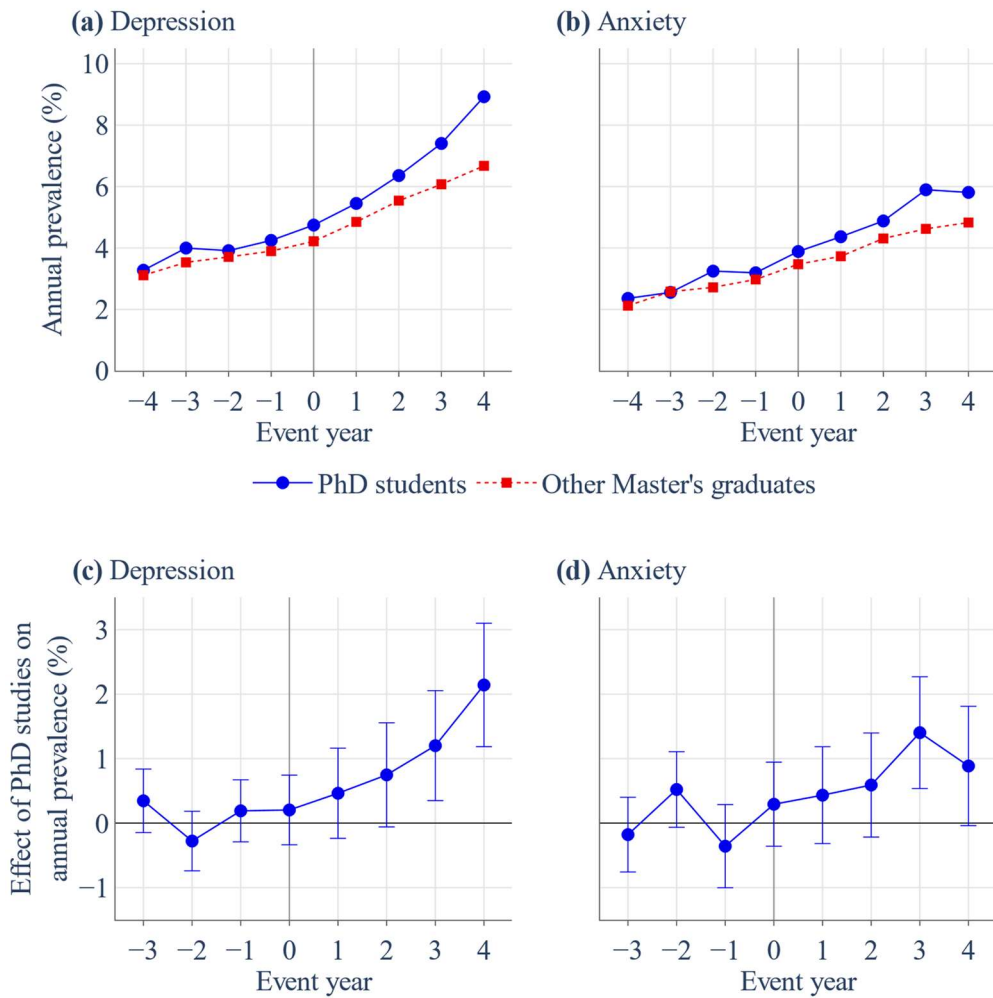 (a) Depression
(b) Anxiety
Annual prevalence (%)
10
8
6
4
2
0
−4 −3 −2 −1 0 1 2 3 4
Event year
−4 −3 −2 −1 0 1 2 3 4
Event year
PhD students
Other Master's graduates
(c) Depression
(d) Anxiety
Effect of PhD studies on
annual prevalence (%)
3
2
1
0
−1
−3 −2 −1 0 1 2 3 4
Event year
−3 −2 −1 0 1 2 3 4
Event year